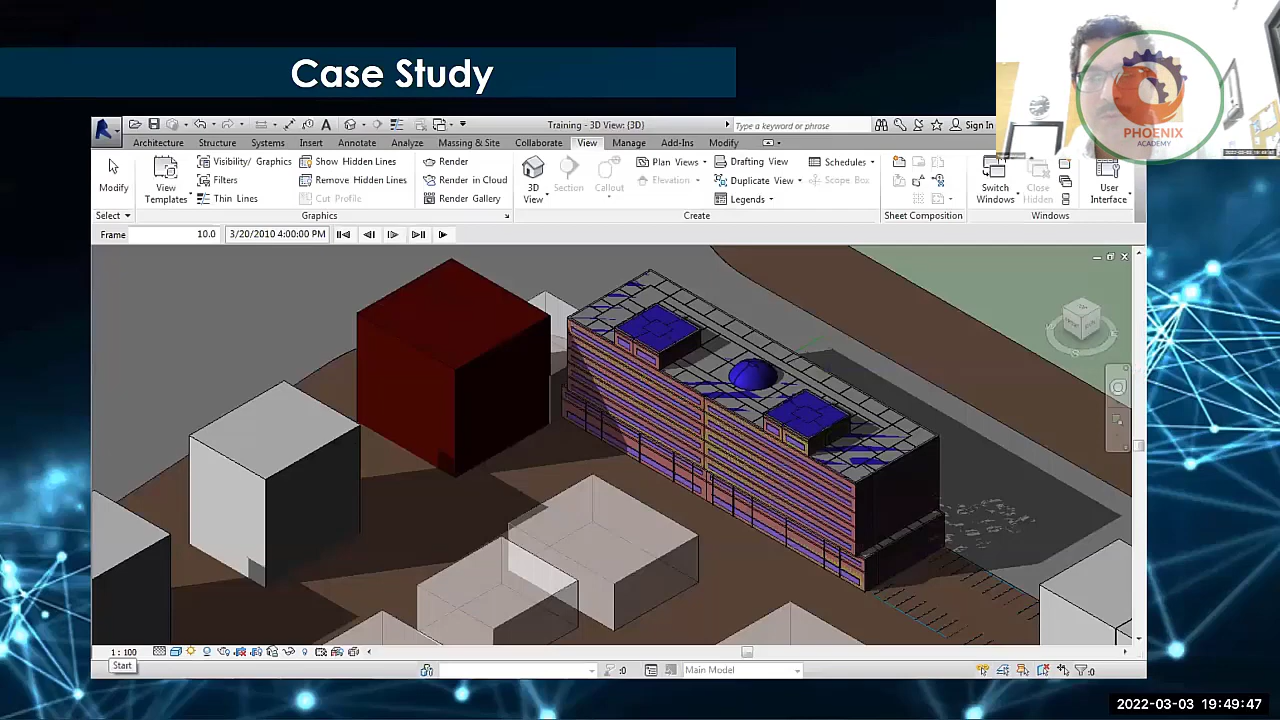 Case Study
PHOENIX
ACADEMY
Training - 3D View: {3D}
Type a keyword or phrase
Sign In
Architecture Structure Systems Insert Annotate Analyze Massing & Site Collaborate View Manage Add-Ins Modify
Modify
View
Templates
Visibility/ Graphics
Filters
Thin Lines
Show Hidden Lines
Remove Hidden Lines
Cut Profile
Render
Render in Cloud
Render Gallery
3D
View
Section
Callout
Plan Views
Elevation
Drafting View
Duplicate View
Legends
Schedules
Scope Box
Switch
Windows
Close
Hidden
User
Interface
Select Graphics Create Sheet Composition Windows
Frame 10.0 3/20/2010 4:00:00 PM
1 : 100
Start
:0 Main Model :0
2022-03-03 19:49:47